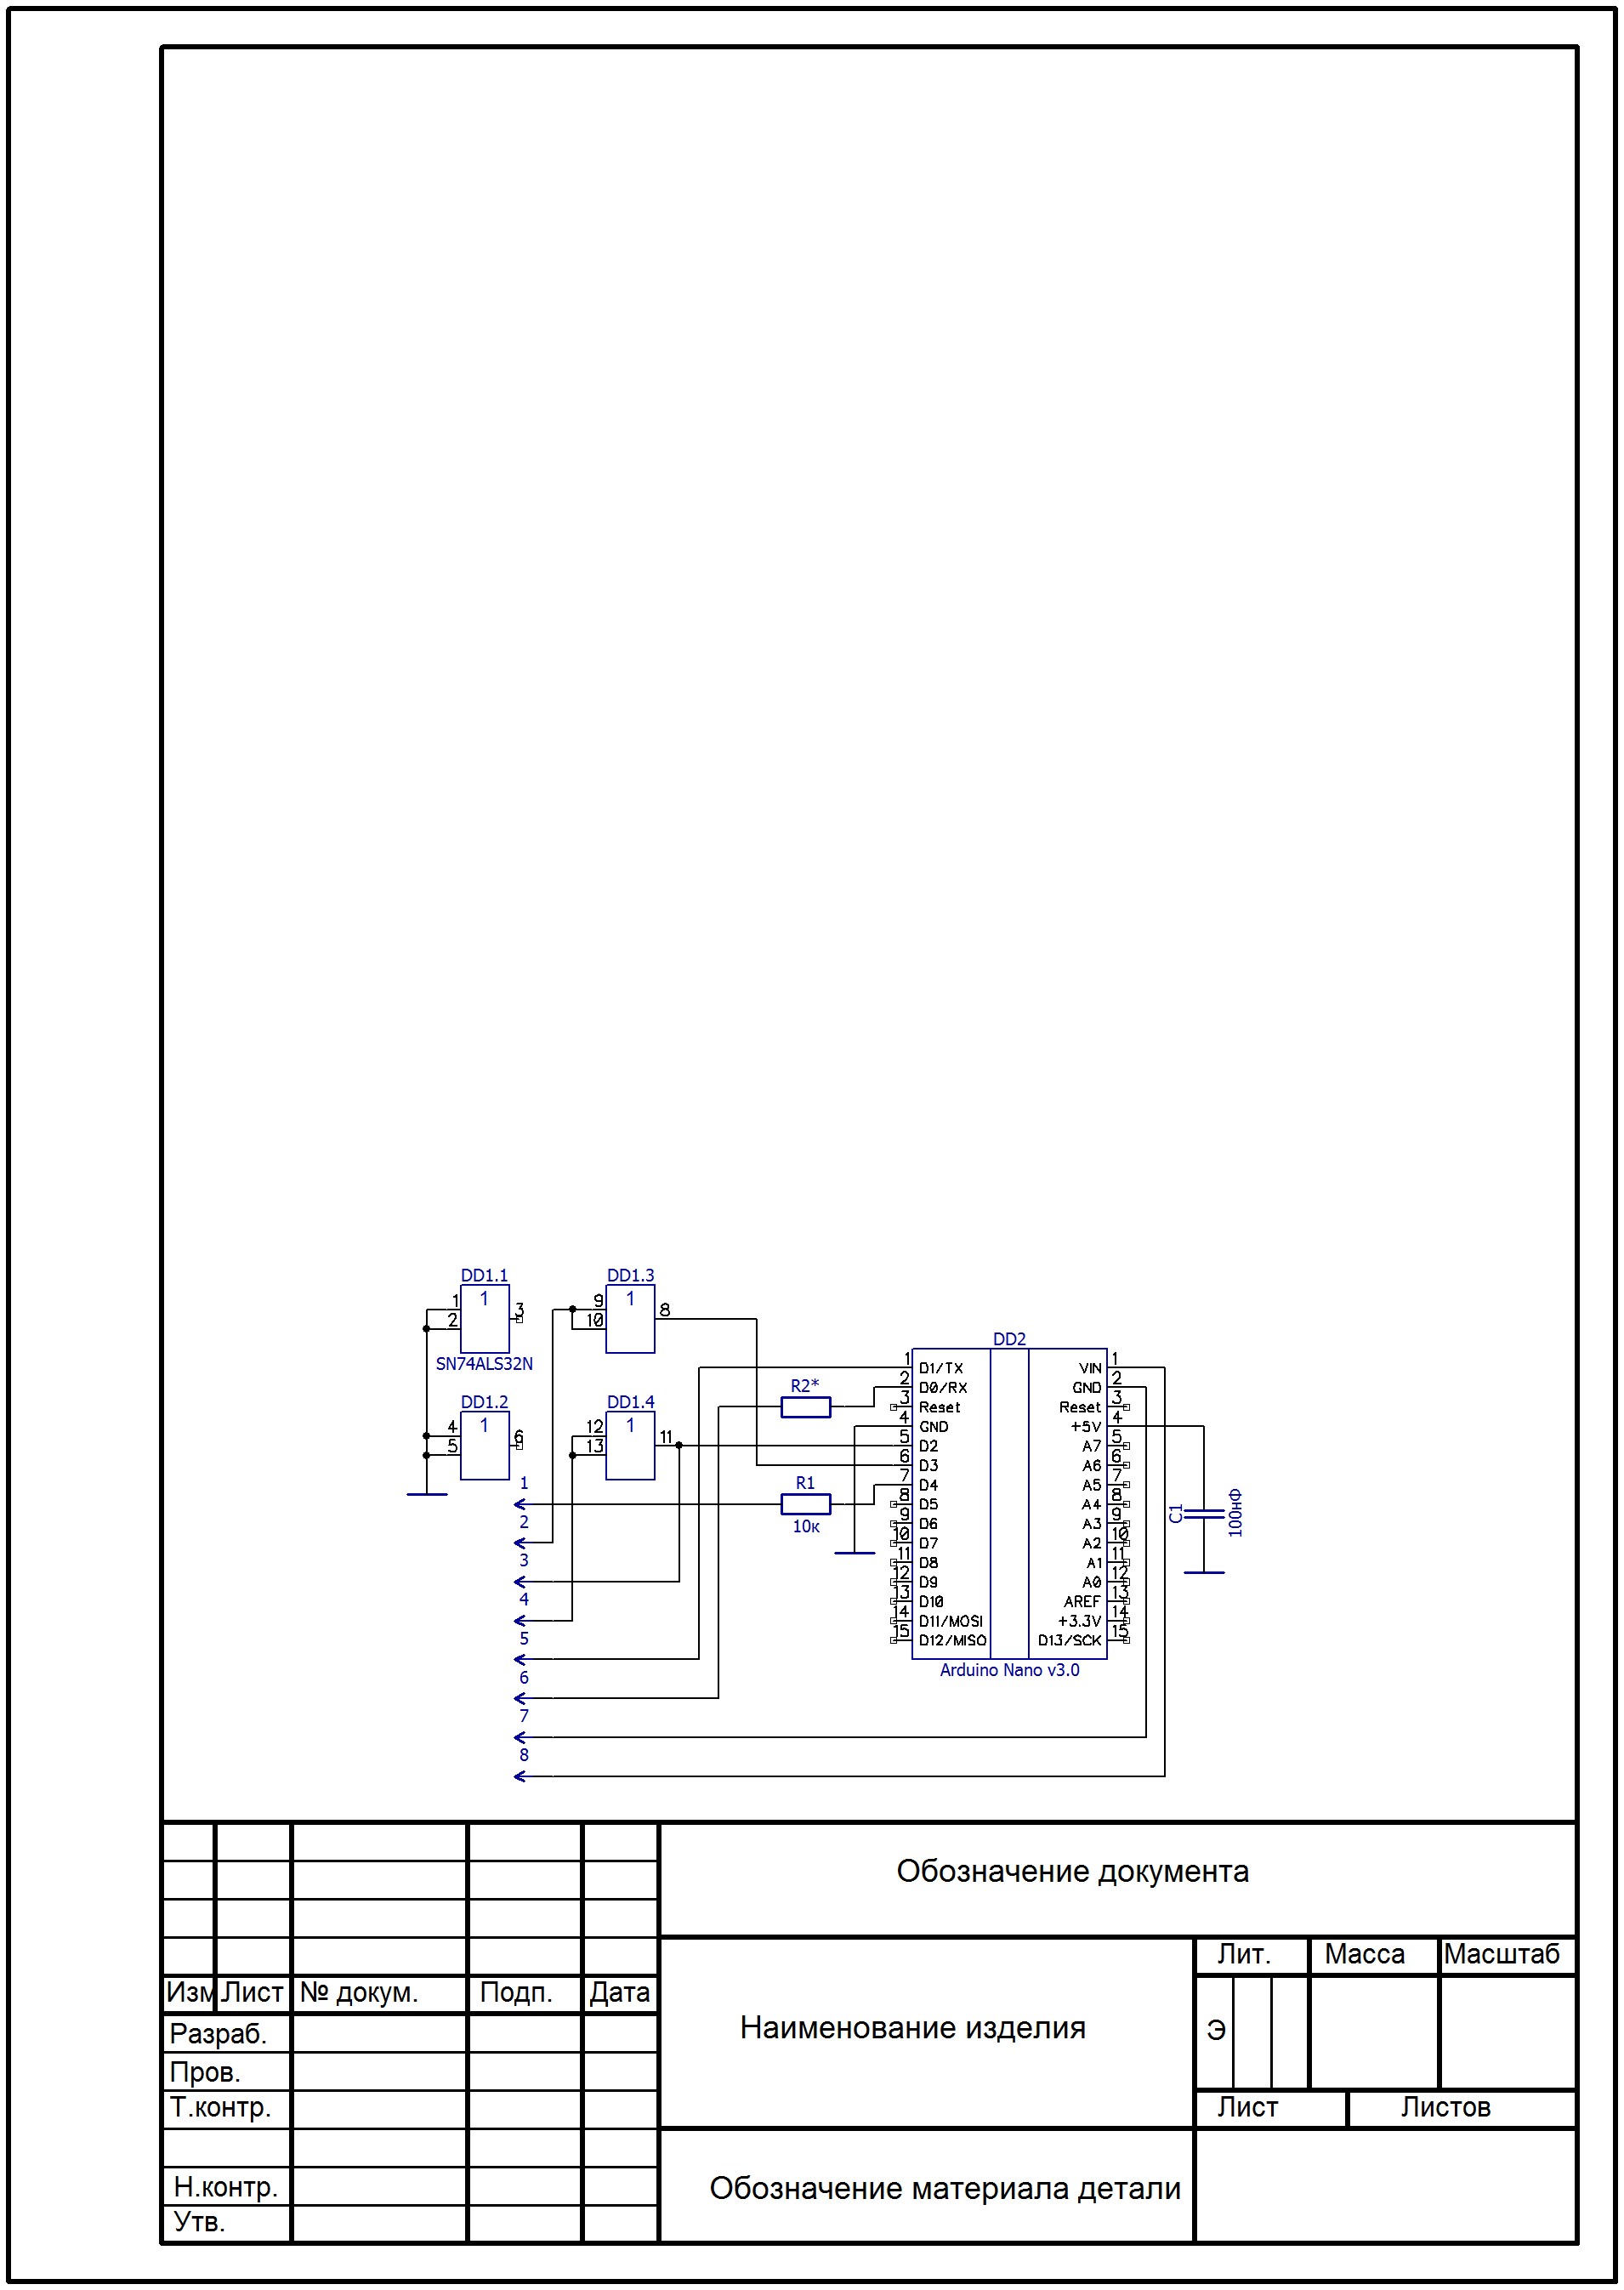 DD1.1
DD1.3
1
2
1
3
9
10
1
8
SN74ALS32N
DD2
DD1.2
DD1.4
4
5
1
6
12
13
1
11
R2*
R1
10к
1 D1/TX
2 D0/RX
3 Reset
4 GND
5 D2
6 D3
7 D4
8 D5
9 D6
10 D7
11 D8
12 D9
13 D10
14 D11/MOSI
15 D12/MISO
VIN 1
GND 2
Reset 3
+5V 4
A7 5
A6 6
A5 7
A4 8
A3 9
A2 10
A1 11
A0 12
AREF 13
+3.3V 14
D13/SCK 15
Arduino Nano v3.0
C1
100нФ
1
2
3
4
5
6
7
8
Обозначение документа
Лит. Масса Масштаб
Изм Лист № докум. Подп. Дата
Разраб.
Пров.
Т.контр.
Н.контр.
Утв.
Наименование изделия
Э
Лист Листов
Обозначение материала детали